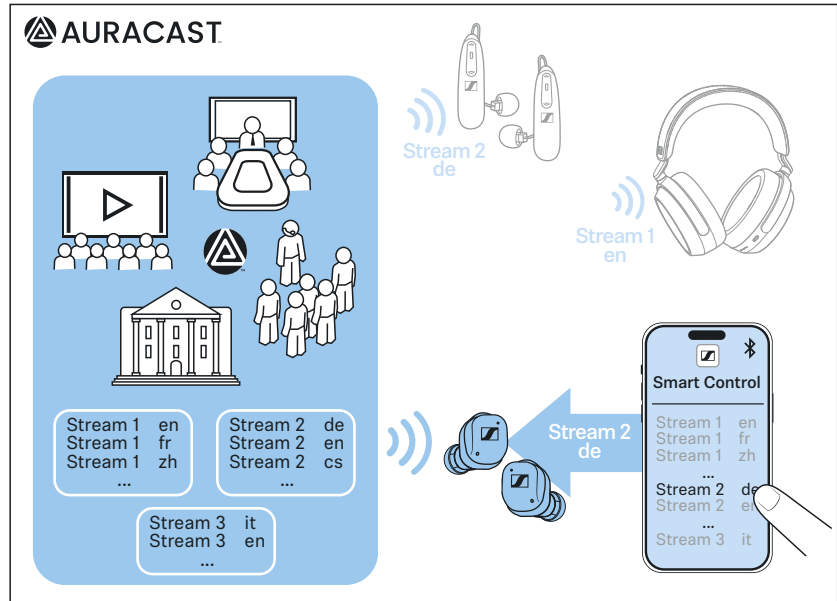 AURACAST™
Stream 2
de
Stream 1
en
Stream 1 en
Stream 1 fr
Stream 1 zh
...
Stream 2 de
Stream 2 en
Stream 2 cs
...
Stream 3 it
Stream 3 en
...
Stream 2
de
Smart Control
Stream 1 en
Stream 1 fr
Stream 1 zh
...
Stream 2 de
Stream 2 en
...
Stream 3 it